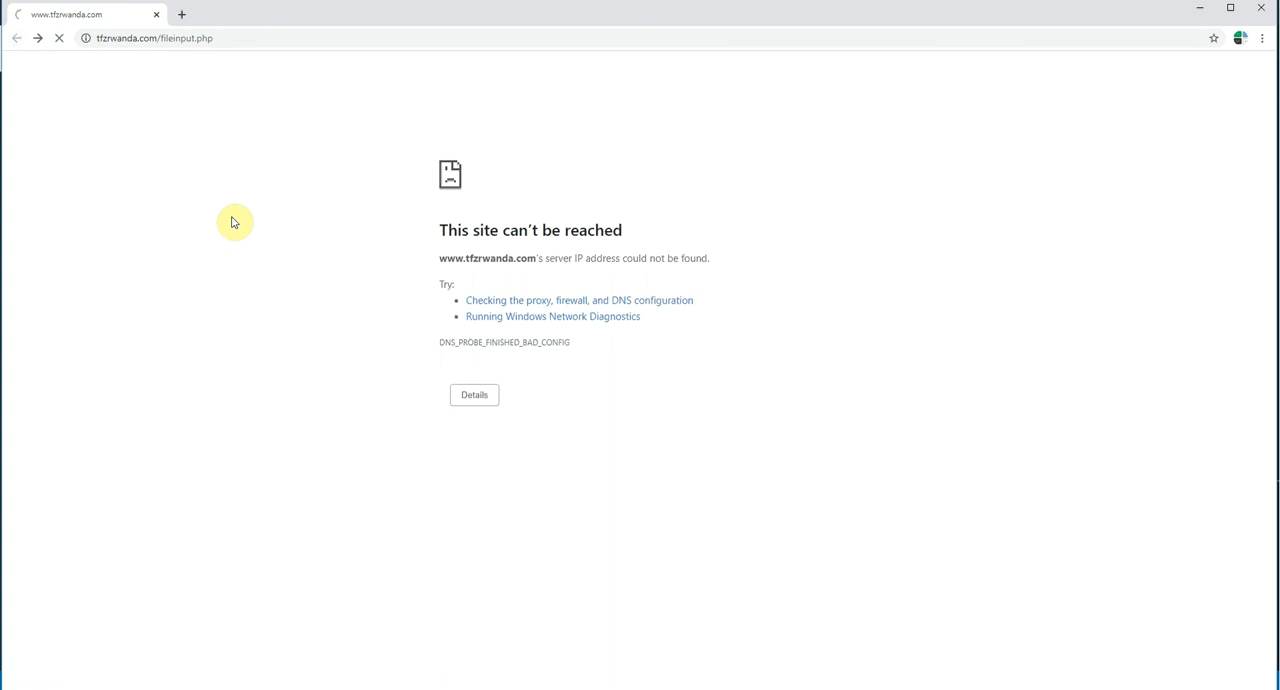 www.tfzrwanda.com
tfzrwanda.com/fileinput.php
This site can’t be reached
www.tfzrwanda.com's server IP address could not be found.
Try:
Checking the proxy, firewall, and DNS configuration
Running Windows Network Diagnostics
DNS_PROBE_FINISHED_BAD_CONFIG
Details